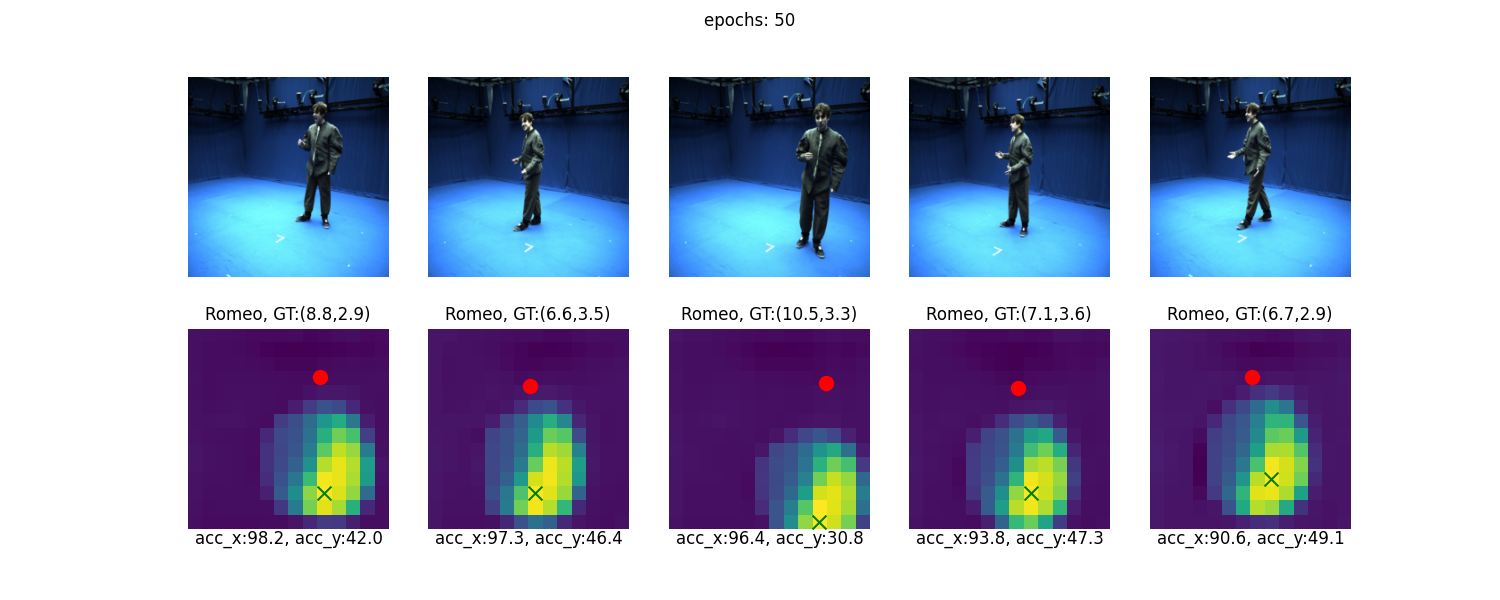 epochs: 50
Romeo, GT:(8.8,2.9)
Romeo, GT:(6.6,3.5)
Romeo, GT:(10.5,3.3)
Romeo, GT:(7.1,3.6)
Romeo, GT:(6.7,2.9)
acc_x:98.2, acc_y:42.0
acc_x:97.3, acc_y:46.4
acc_x:96.4, acc_y:30.8
acc_x:93.8, acc_y:47.3
acc_x:90.6, acc_y:49.1